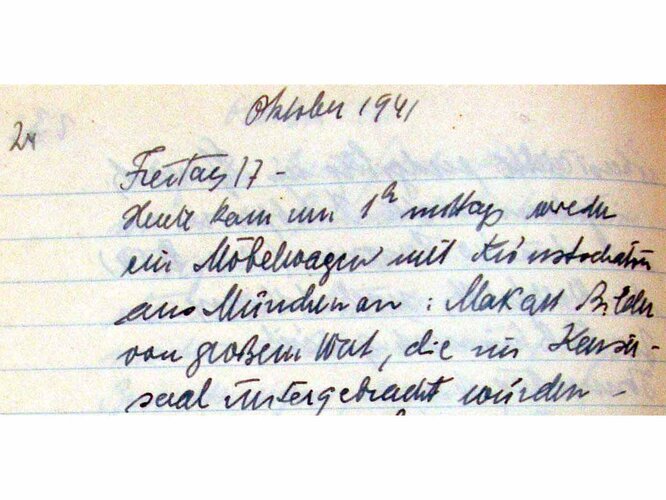 Oktober 1941
24
Freitag 17 -
Heute kam um 1h mittags wieder
ein Möbelwagen mit Kunstschätzen
aus München an : Makart Bilder
von großem Wert, die im Kaiser-
saal untergebracht wurden -